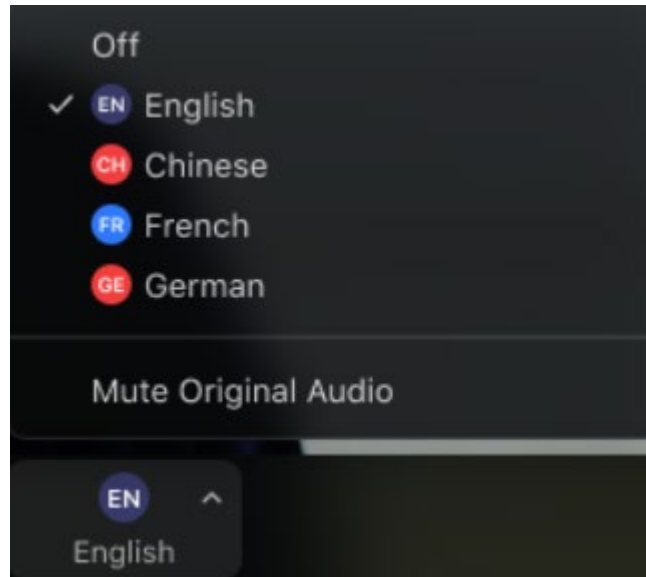 Off
EN English
CH Chinese
FR French
GE German
Mute Original Audio
EN
English